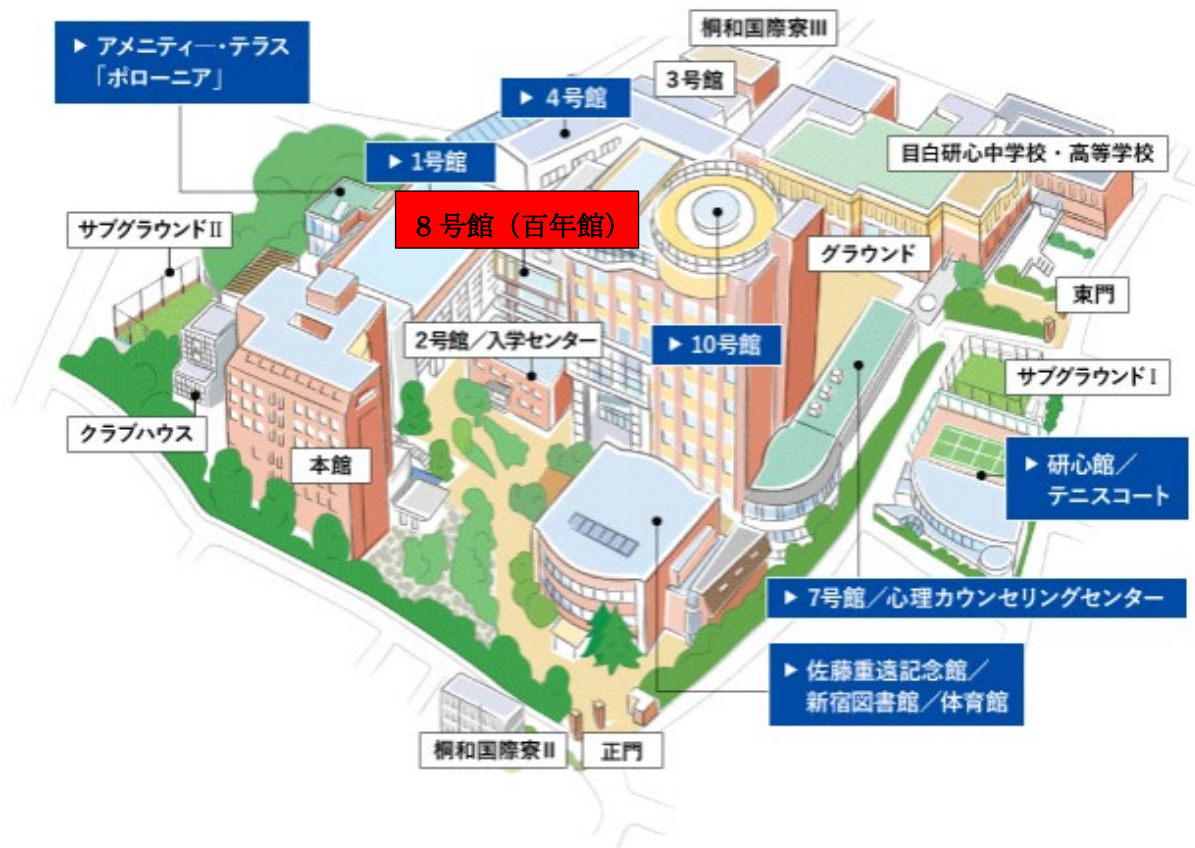 桐和国際寮Ⅲ
▶ アメニティ―・テラス
「ポローニア」
3号館
▶ 4号館
目白研心中学校・高等学校
▶ 1号館
8号館（百年館）
サブグラウンドⅡ
グラウンド
東門
2号館／入学センター
▶ 10号館
サブグラウンドⅠ
クラブハウス
本館
▶ 研心館／
テニスコート
▶ 7号館／心理カウンセリングセンター
▶ 佐藤重遠記念館／
新宿図書館／体育館
桐和国際寮Ⅱ
正門